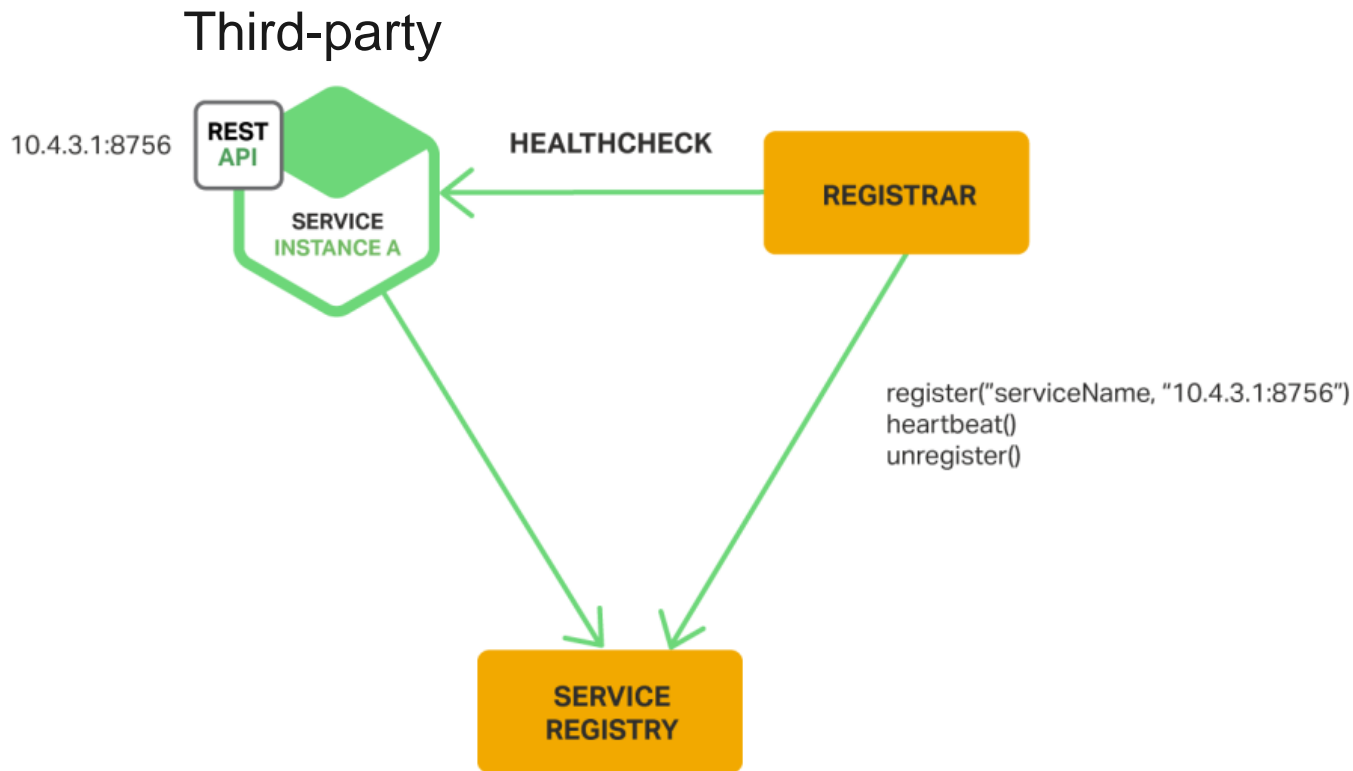 Third-party
10.4.3.1:8756
REST
API
HEALTHCHECK
REGISTRAR
SERVICE
INSTANCE A
register(”serviceName, “10.4.3.1:8756”)
heartbeat()
unregister()
SERVICE
REGISTRY